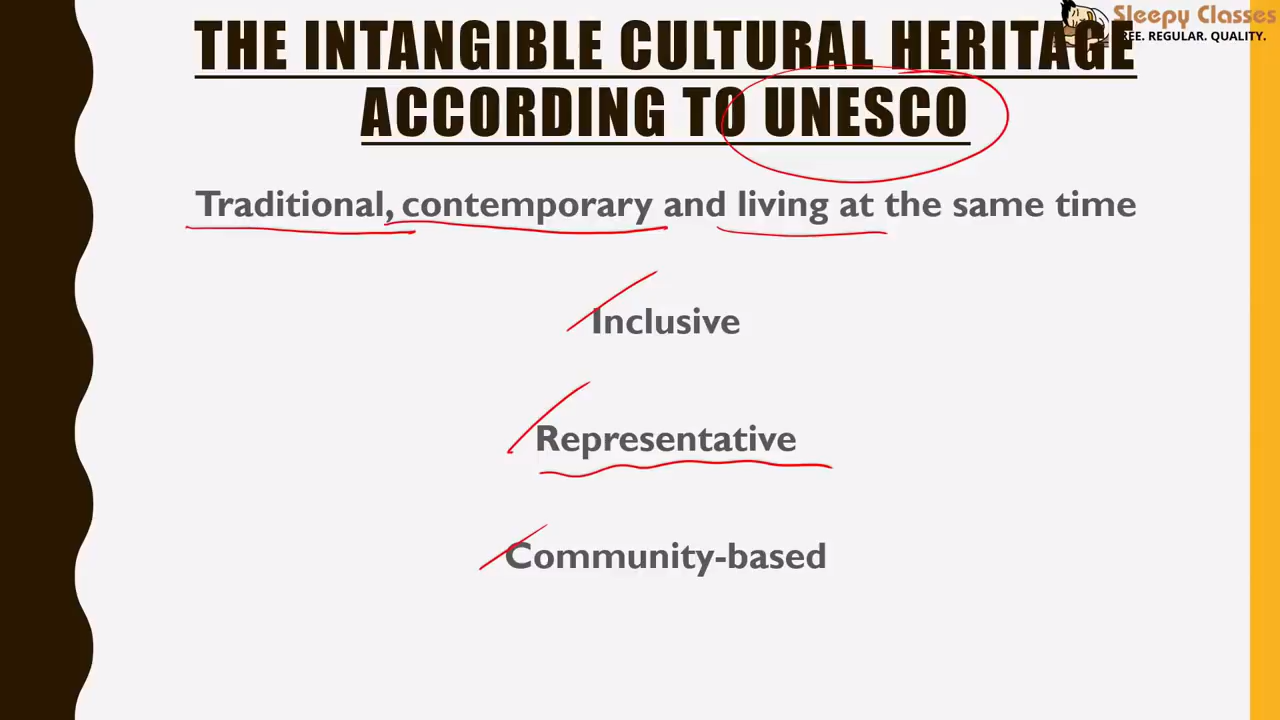 Sleepy Classes
REE. REGULAR. QUALITY.
THE INTANGIBLE CULTURAL HERITAGE
ACCORDING TO UNESCO
Traditional, contemporary and living at the same time
Inclusive
Representative
Community-based